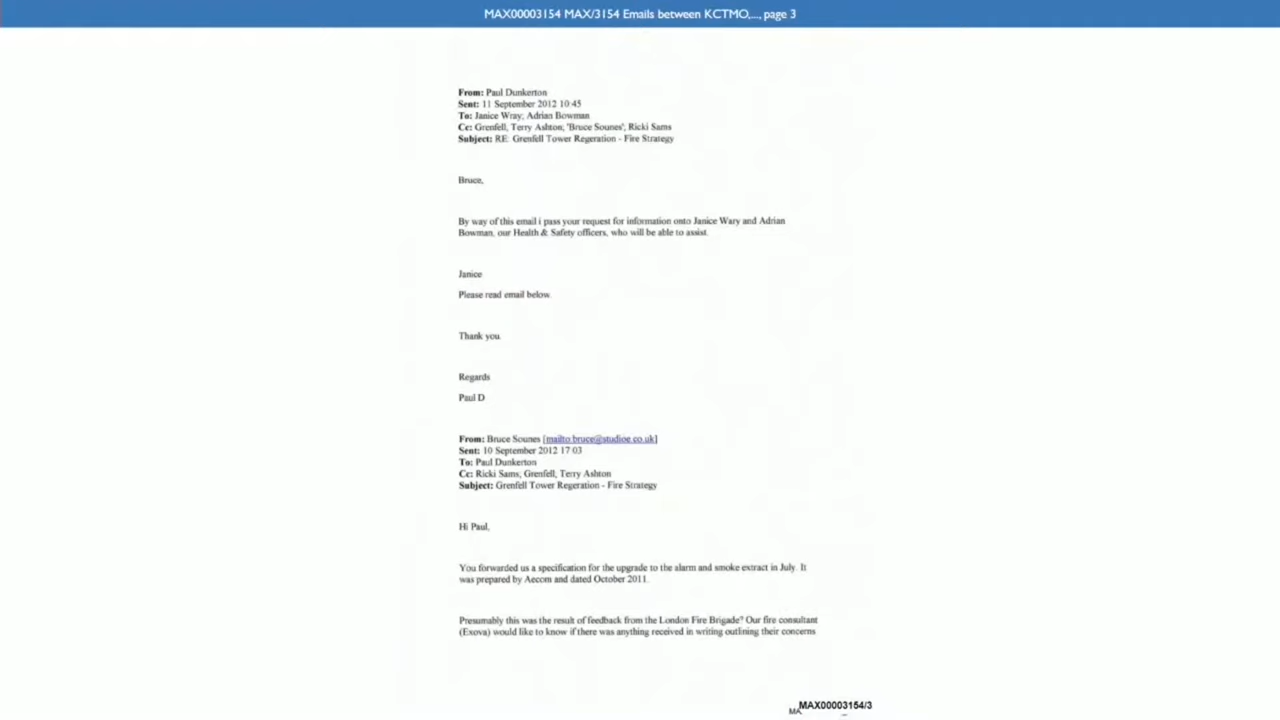 MAX00003154 MAX/3154 Emails between KCTMO,..., page 3
From: Paul Dunkerton
Sent: 11 September 2012 10:45
To: Janice Wray; Adrian Bowman
Cc: Grenfell; Terry Ashton; 'Bruce Sounes'; Ricki Sams
Subject: RE: Grenfell Tower Regeration - Fire Strategy
Bruce,
By way of this email i pass your request for information onto Janice Wary and Adrian
Bowman, our Health & Safety officers, who will be able to assist.
Janice
Please read email below.
Thank you.
Regards
Paul D
From: Bruce Sounes [mailto:bruce@studioe.co.uk]
Sent: 10 September 2012 17:03
To: Paul Dunkerton
Cc: Ricki Sams; Grenfell; Terry Ashton
Subject: Grenfell Tower Regeration - Fire Strategy
Hi Paul,
You forwarded us a specification for the upgrade to the alarm and smoke extract in July. It
was prepared by Aecom and dated October 2011.
Presumably this was the result of feedback from the London Fire Brigade? Our fire consultant
(Exova) would like to know if there was anything received in writing outlining their concerns
MAX00003154/3
MA